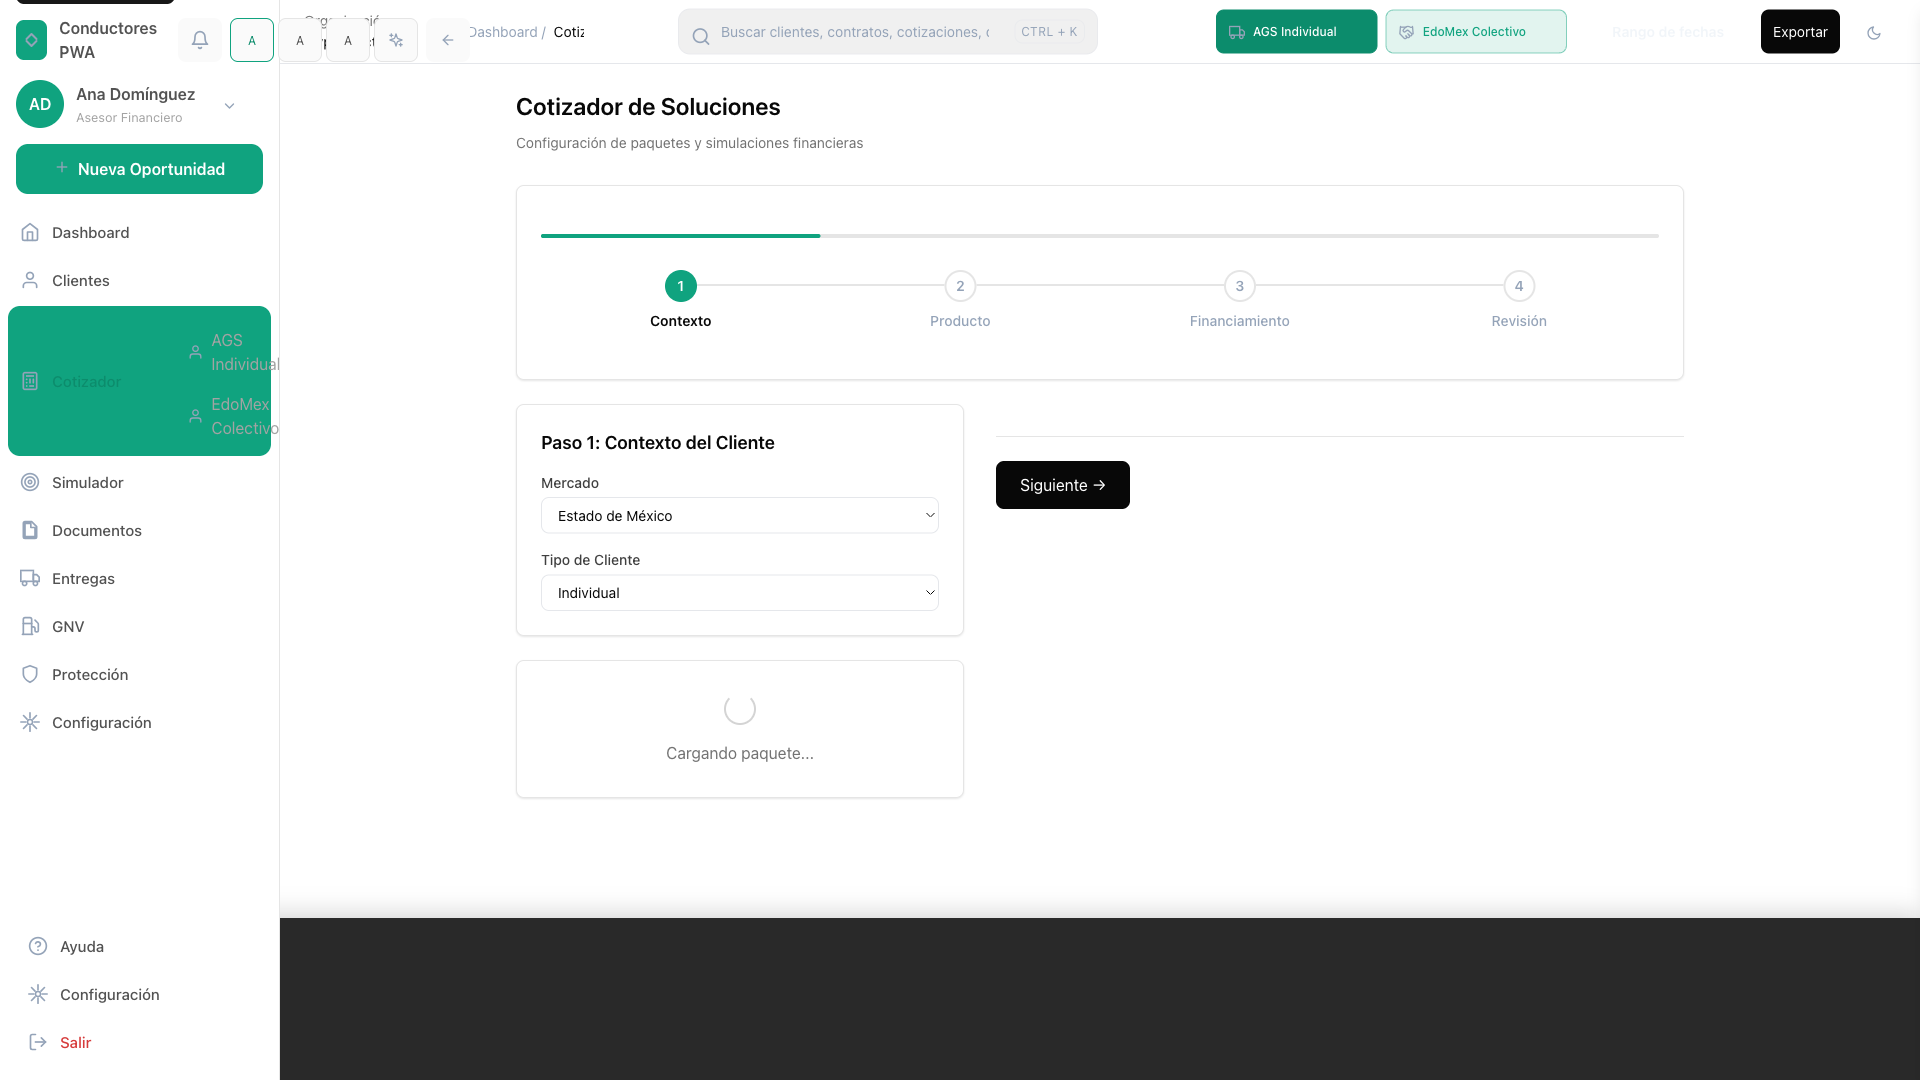 Conductores
PWA
A
A
A
Dashboard /
Cotiz
Buscar clientes, contratos, cotizaciones,
CTRL + K
AGS Individual
EdoMex Colectivo
Rango de fechas
Exportar
AD
Ana Domínguez
Asesor Financiero
+ Nueva Oportunidad
Dashboard
Clientes
Cotizador
AGS
Individual
EdoMex
Colectivo
Simulador
Documentos
Entregas
GNV
Protección
Configuración
Ayuda
Configuración
Salir
Cotizador de Soluciones
Configuración de paquetes y simulaciones financieras
1
2
3
4
Contexto
Producto
Financiamiento
Revisión
Paso 1: Contexto del Cliente
Mercado
Estado de México
Tipo de Cliente
Individual
Siguiente →
Cargando paquete...